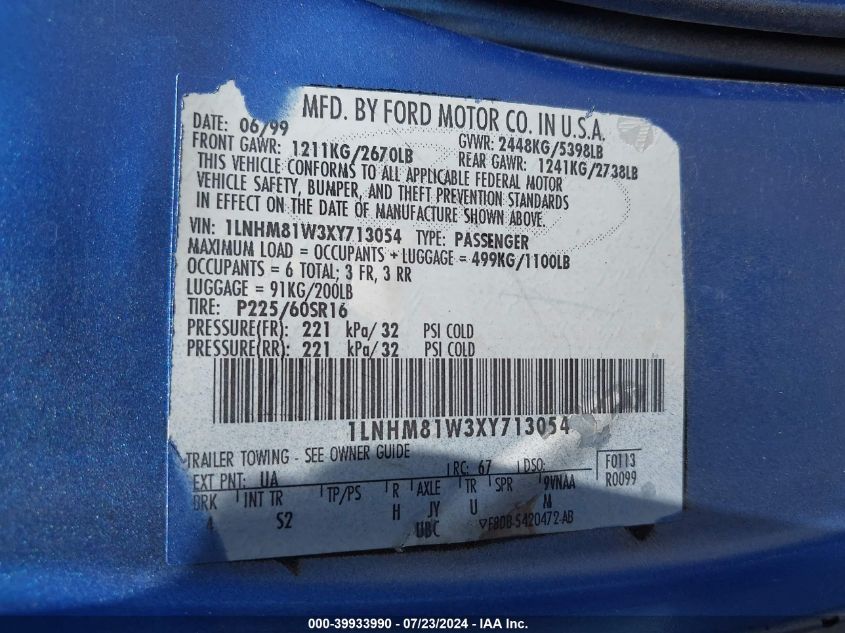 MFD. BY FORD MOTOR CO. IN U.S.A.
DATE: 06/99 GVWR: 2448KG/5398LB
FRONT GAWR: 1211KG/2670LB REAR GAWR: 1241KG/2738LB
THIS VEHICLE CONFORMS TO ALL APPLICABLE FEDERAL MOTOR
VEHICLE SAFETY, BUMPER, AND THEFT PREVENTION STANDARDS
IN EFFECT ON THE DATE OF MANUFACTURE SHOWN ABOVE.
VIN: 1LNHM81W3XY713054 TYPE: PASSENGER
MAXIMUM LOAD = OCCUPANTS + LUGGAGE = 499KG/1100LB
OCCUPANTS = 6 TOTAL; 3 FR, 3 RR
LUGGAGE = 91KG/200LB
TIRE: P225/60SR16
PRESSURE(FR): 221 kPa/ 32 PSI COLD
PRESSURE(RR): 221 kPa/ 32 PSI COLD
1LNHM81W3XY713054
TRAILER TOWING - SEE OWNER GUIDE
EXT PNT: UA RC: 67 DSO: F0113
BRK INT TR TP/PS R AXLE TR SPR 9VNAA R0099
4 S2 H JY U M
UBC F80B-5420472-AB
000-39933990 / 07/23/2024 - IAA Inc.